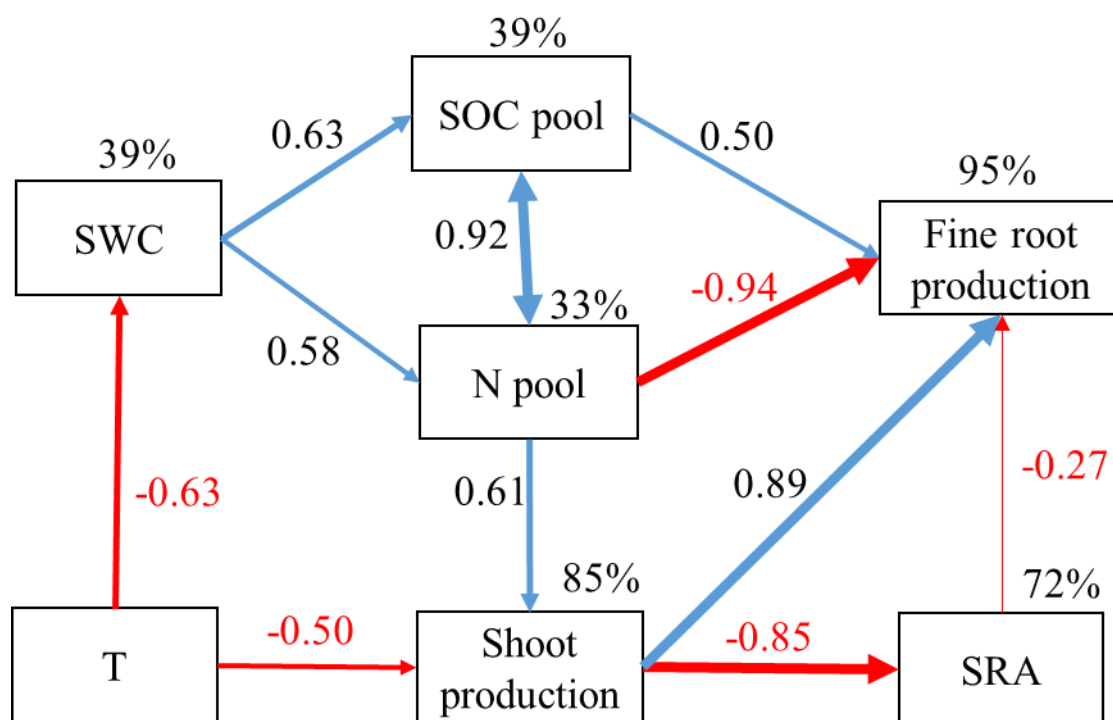 39%
SOC pool
0.63
0.50
39%
95%
SWC
0.92
Fine root
production
-0.94
33%
0.58
N pool
-0.63
0.61
0.89
-0.27
85%
72%
-0.50
-0.85
T
Shoot
production
SRA